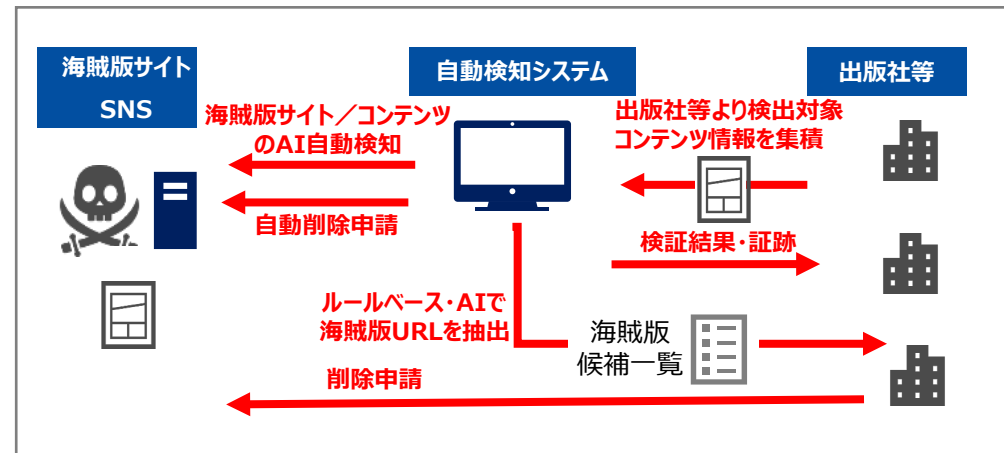 海賊版サイト
SNS
自動検知システム
出版社等
海賊版サイト／コンテンツ
のAI自動検知
自動削除申請
出版社等より検出対象
コンテンツ情報を集積
検証結果・証跡
ルールベース・AIで
海賊版URLを抽出
海賊版
候補一覧
削除申請